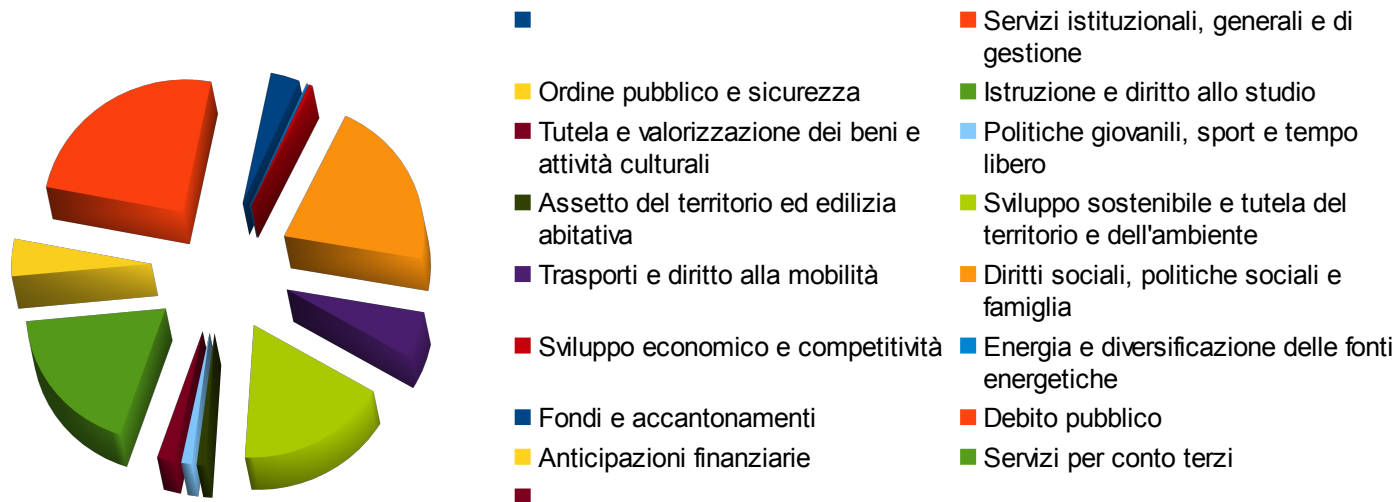 Servizi istituzionali, generali e di
gestione
Ordine pubblico e sicurezza
Istruzione e diritto allo studio
Tutela e valorizzazione dei beni e
attività culturali
Politiche giovanili, sport e tempo
libero
Assetto del territorio ed edilizia
abitativa
Sviluppo sostenibile e tutela del
territorio e dell'ambiente
Trasporti e diritto alla mobilità
Diritti sociali, politiche sociali e
famiglia
Sviluppo economico e competitività
Energia e diversificazione delle fonti
energetiche
Fondi e accantonamenti
Debito pubblico
Anticipazioni finanziarie
Servizi per conto terzi